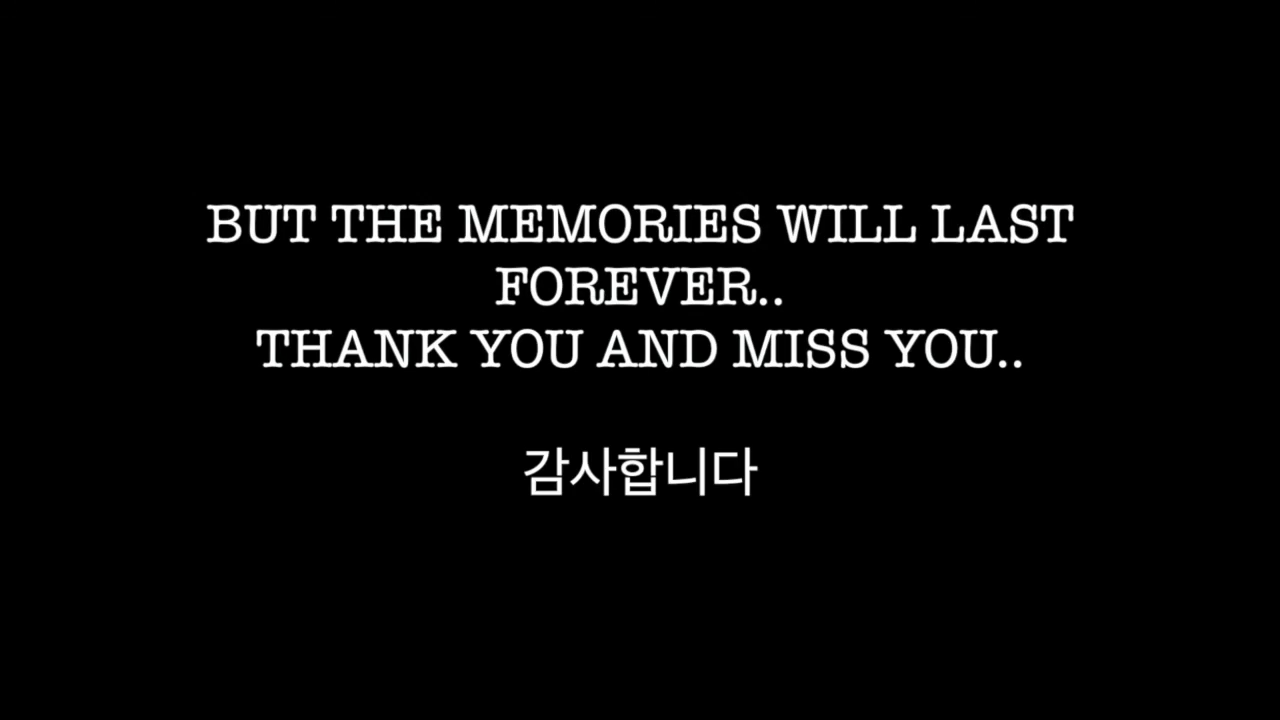 BUT THE MEMORIES WILL LAST
FOREVER..
THANK YOU AND MISS YOU..
감사합니다